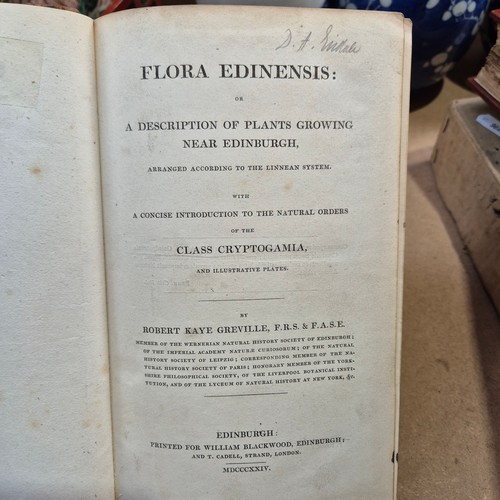 FLORA EDINENSIS:
OR
A DESCRIPTION OF PLANTS GROWING
NEAR EDINBURGH,
ARRANGED ACCORDING TO THE LINNEAN SYSTEM.
WITH
A CONCISE INTRODUCTION TO THE NATURAL ORDERS
OF THE
CLASS CRYPTOGAMIA,
AND ILLUSTRATIVE PLATES.
BY
ROBERT KAYE GREVILLE, F.R.S. & F.A.S.E.
MEMBER OF THE WERNERIAN NATURAL HISTORY SOCIETY OF EDINBURGH;
OF THE IMPERIAL ACADEMY NATURÆ CURIOSORUM; OF THE NATURAL
HISTORY SOCIETY OF LEIPZIG; CORRESPONDING MEMBER OF THE NA-
TURAL HISTORY SOCIETY OF PARIS; HONORARY MEMBER OF THE YORK-
SHIRE PHILOSOPHICAL SOCIETY, OF THE LIVERPOOL BOTANICAL INSTI-
TUTION, AND OF THE LYCEUM OF NATURAL HISTORY AT NEW YORK, &c.
EDINBURGH:
PRINTED FOR WILLIAM BLACKWOOD, EDINBURGH;
AND T. CADELL, STRAND, LONDON.
MDCCCXXIV.